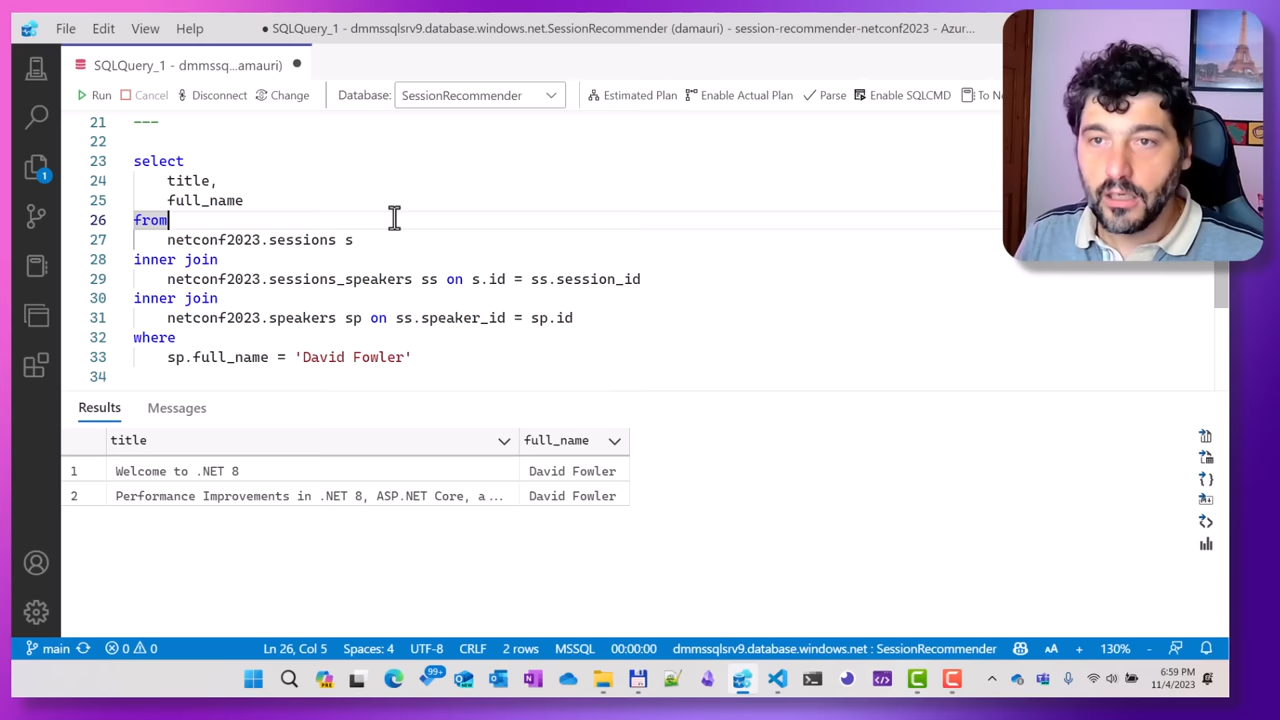 File Edit View Help ● SQLQuery_1 - dmmssqlsrv9.database.windows.net.SessionRecommender (damauri) - session-recommender-netconf2023 - Azur...
SQLQuery_1 - dmmssq...amauri) ●
Run Cancel Disconnect Change Database: SessionRecommender Estimated Plan Enable Actual Plan Parse Enable SQLCMD To No
21 ---
22
23 select
24 title,
25 full_name
26 from
27 netconf2023.sessions s
28 inner join
29 netconf2023.sessions_speakers ss on s.id = ss.session_id
30 inner join
31 netconf2023.speakers sp on ss.speaker_id = sp.id
32 where
33 sp.full_name = 'David Fowler'
34
1
Results Messages
title full_name
1 Welcome to .NET 8 David Fowler
2 Performance Improvements in .NET 8, ASP.NET Core, a... David Fowler
main 0 0 Ln 26, Col 5 Spaces: 4 UTF-8 CRLF 2 rows MSSQL 00:00:00 dmmssqlsrv9.database.windows.net : SessionRecommender AA + 130% -
99+ 6:59 PM
11/4/2023